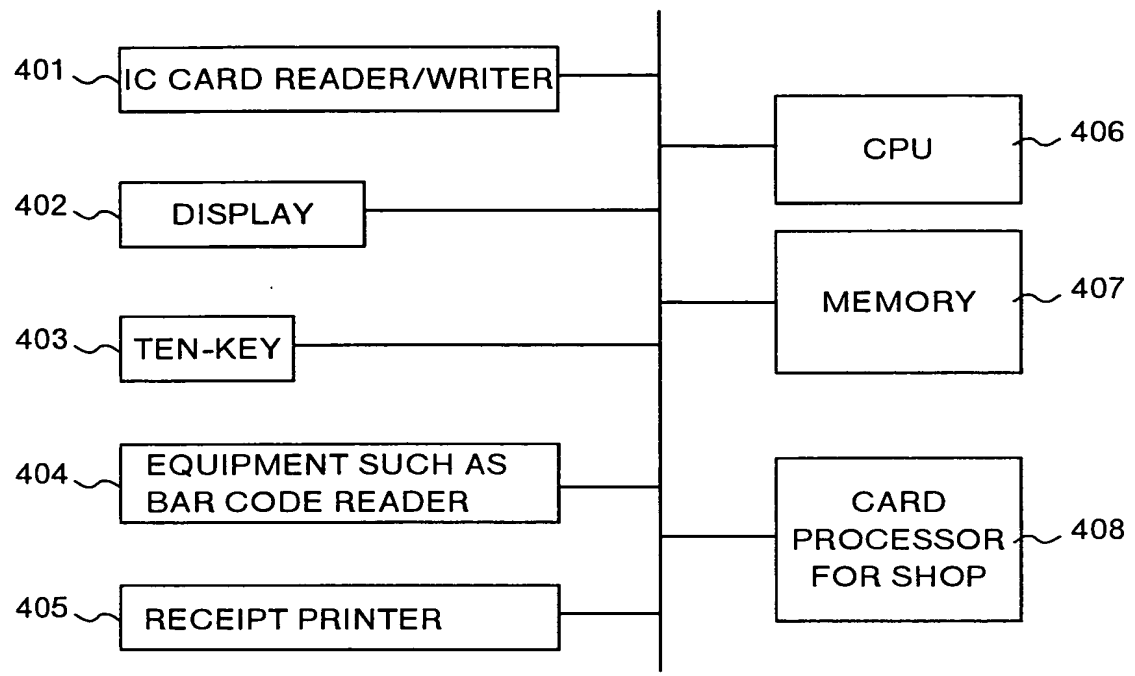 401
IC CARD READER/WRITER
402
DISPLAY
403
TEN-KEY
404
EQUIPMENT SUCH AS
BAR CODE READER
405
RECEIPT PRINTER
CPU
406
MEMORY
407
CARD
PROCESSOR
FOR SHOP
408